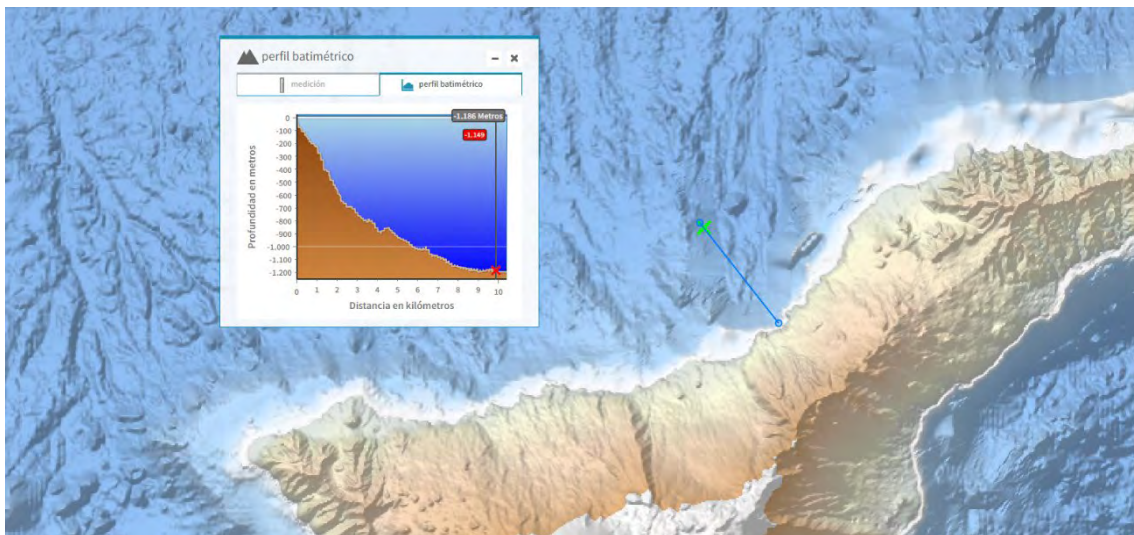 perfil batimétrico
medición
perfil batimétrico
-1.186 Metros
-1.149
Profundidad en metros
0
-100
-200
-300
-400
-500
-600
-700
-800
-900
-1.000
-1.100
-1.200
0 1 2 3 4 5 6 7 8 9 10
Distancia en kilómetros